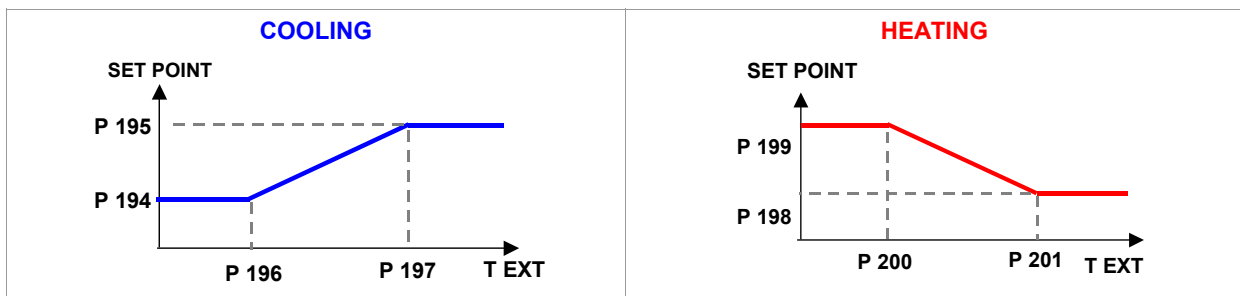 COOLING
SET POINT
P 195
P 194
P 196
P 197
T EXT
HEATING
SET POINT
P 199
P 198
P 200
P 201
T EXT